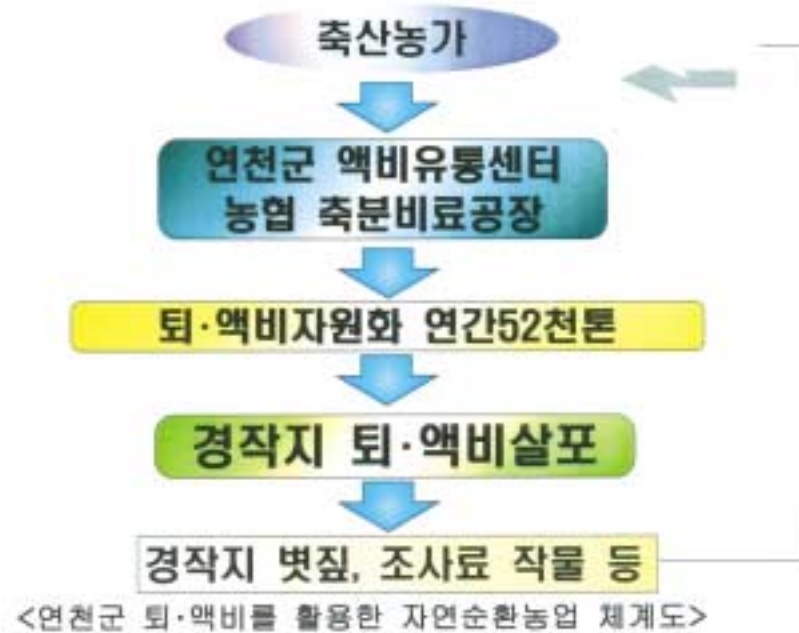 축산농가
연천군 액비유통센터
농협 축분비료공장
퇴·액비자원화 연간52천톤
경작지 퇴·액비살포
경작지 볏짚, 조사료 작물 등
<연천군 퇴·액비를 활용한 자연순환농업 체계도>